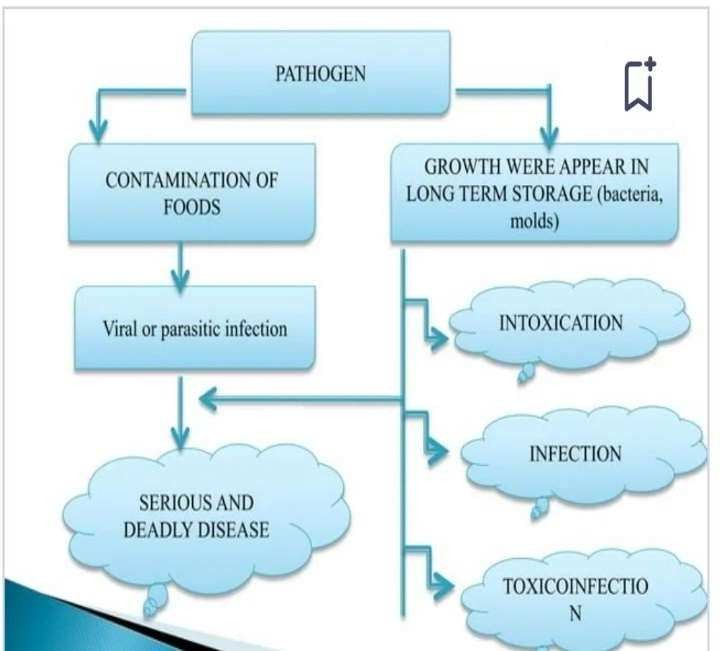 PATHOGEN
CONTAMINATION OF
FOODS
GROWTH WERE APPEAR IN
LONG TERM STORAGE (bacteria,
molds)
Viral or parasitic infection
INTOXICATION
INFECTION
SERIOUS AND
DEADLY DISEASE
TOXICOINFECTIO
N